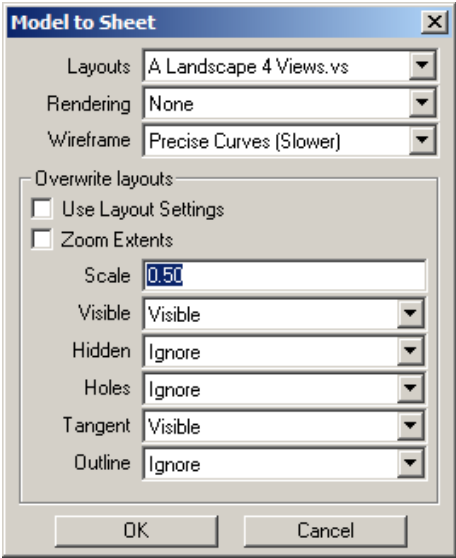 Model to Sheet
Layouts A Landscape 4 Views.vs
Rendering None
Wireframe Precise Curves (Slower)
Overwrite layouts
Use Layout Settings
Zoom Extents
Scale 0.50
Visible Visible
Hidden Ignore
Holes Ignore
Tangent Visible
Outline Ignore
OK Cancel